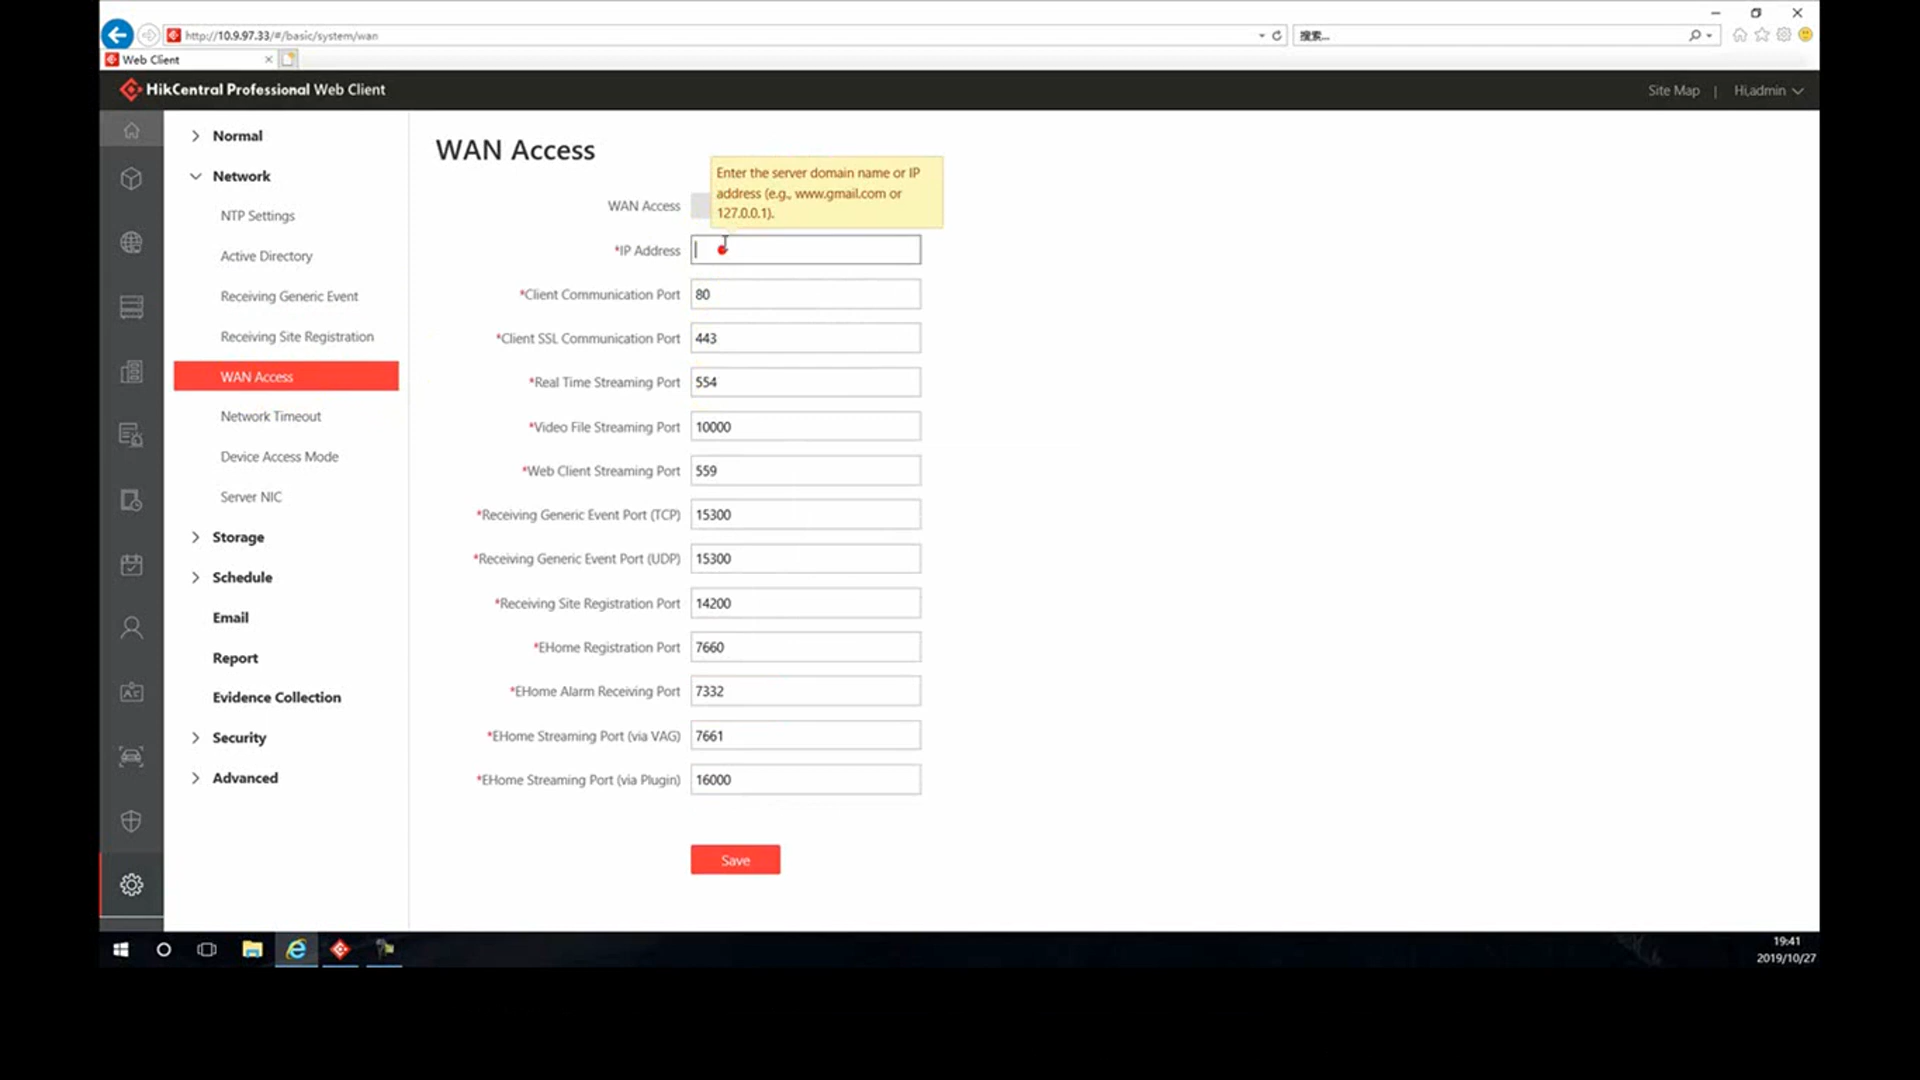 http://10.9.97.33/#/basic/system/wan
搜索...
Web Client
HikCentral Professional Web Client
Site Map | Hi,admin
Normal
Network
NTP Settings
Active Directory
Receiving Generic Event
Receiving Site Registration
WAN Access
Network Timeout
Device Access Mode
Server NIC
Storage
Schedule
Email
Report
Evidence Collection
Security
Advanced
WAN Access
Enter the server domain name or IP
address (e.g., www.gmail.com or
127.0.0.1).
WAN Access
*IP Address
*Client Communication Port 80
*Client SSL Communication Port 443
*Real Time Streaming Port 554
*Video File Streaming Port 10000
*Web Client Streaming Port 559
*Receiving Generic Event Port (TCP) 15300
*Receiving Generic Event Port (UDP) 15300
*Receiving Site Registration Port 14200
*EHome Registration Port 7660
*EHome Alarm Receiving Port 7332
*EHome Streaming Port (via VAG) 7661
*EHome Streaming Port (via Plugin) 16000
Save
19:41
2019/10/27